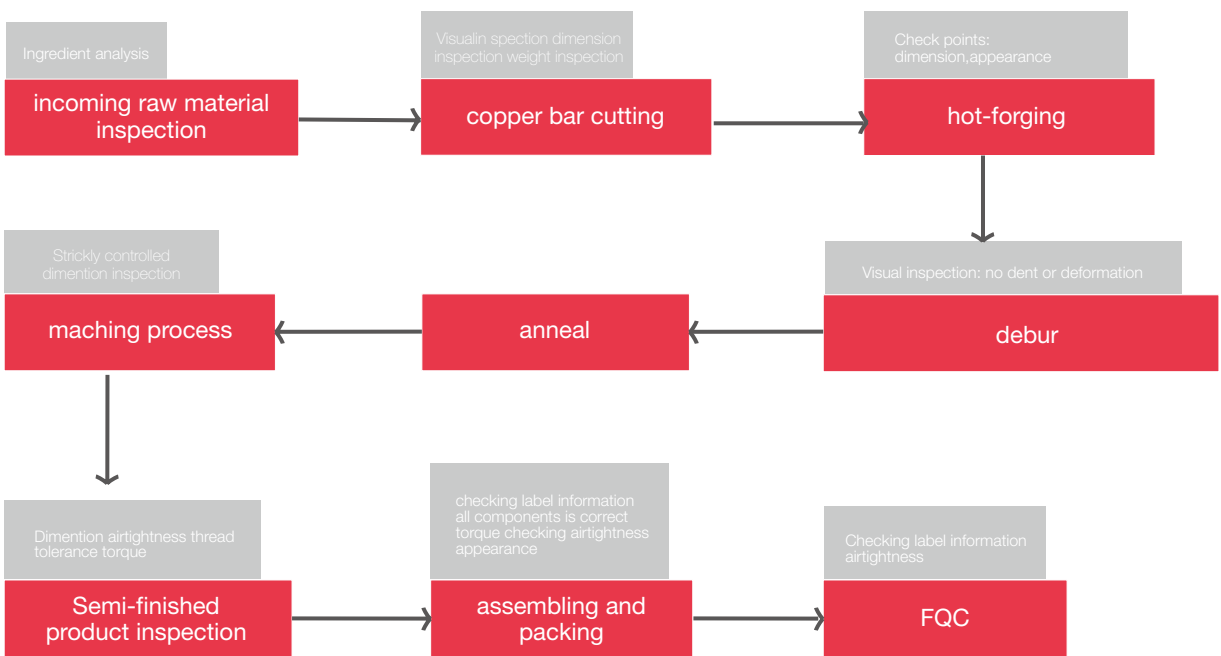 Ingredient analysis
incoming raw material
inspection
Visualin spection dimension
inspection weight inspection
copper bar cutting
Check points:
dimension,appearance
hot-forging
Visual inspection: no dent or deformation
debur
anneal
Strickly controlled
dimention inspection
maching process
Dimention airtightness thread
tolerance torque
Semi-finished
product inspection
checking label information
all components is correct
torque checking airtightness
appearance
assembling and
packing
Checking label information
airtightness
FQC